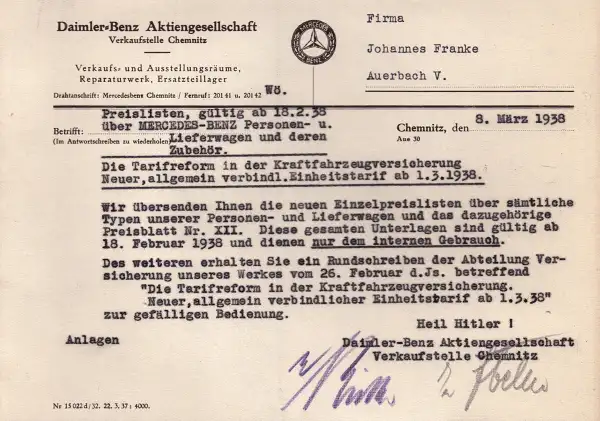 Daimler-Benz Aktiengesellschaft
Verkaufstelle Chemnitz
Verkaufs- und Ausstellungsräume,
Reparaturwerk, Ersatzteillager
Drahtanschrift: Mercedesbenz Chemnitz / Fernruf: 20141 u. 20142
Wö.
MERCEDES
BENZ
Firma
Johannes Franke
Auerbach V.
Betrifft:
(Im Antwortschreiben zu wiederholen)
Preislisten, gültig ab 18.2.38
über MERCEDES-BENZ Personen- u.
Lieferwagen und deren
Zubehör.
Chemnitz, den 8. März 1938
Aue 30
Die Tarifreform in der Kraftfahrzeugversicherung
Neuer,allgemein verbindl.Einheitstarif ab 1.3.1938.
Wir übersenden Ihnen die neuen Einzelpreislisten über sämtliche
Typen unserer Personen- und Lieferwagen und das dazugehörige
Preisblatt Nr. XII. Diese gesamten Unterlagen sind gültig ab
18. Februar 1938 und dienen nur dem internen Gebrauch.
Des weiteren erhalten Sie ein Rundschreiben der Abteilung Ver-
sicherung unseres Werkes vom 26. Februar d.Js. betreffend
"Die Tarifreform in der Kraftfahrzeugversicherung.
Neuer,allgemein verbindlicher Einheitstarif ab 1.3.38"
zur gefälligen Bedienung.
Heil Hitler !
Anlagen
Daimler-Benz Aktiengesellschaft
Verkaufstelle Chemnitz
Nr 15022d/32. 22. 3. 37: 4000.